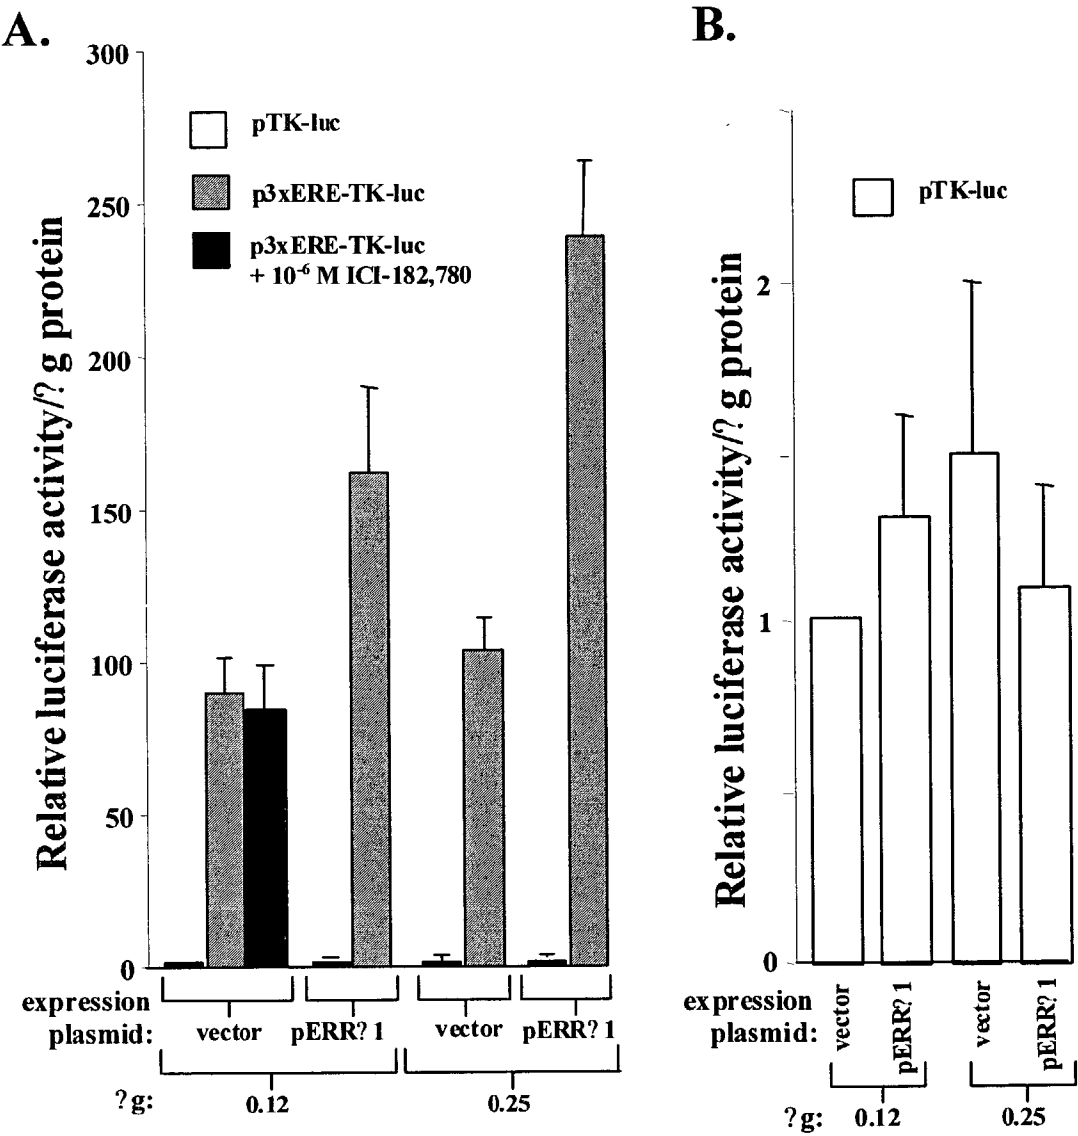 A.
300
250
200
150
100
50
0
Relative luciferase activity/? g protein
pTK-luc
p3xERE-TK-luc
p3xERE-TK-luc
+ 10⁻⁶ M ICI-182,780
expression
plasmid:
vector
pERR? 1
vector
pERR? 1
?g:
0.12
0.25
B.
2
1
0
Relative luciferase activity/? g protein
pTK-luc
expression
plasmid:
vector
pERR? 1
vector
pERR? 1
?g:
0.12
0.25